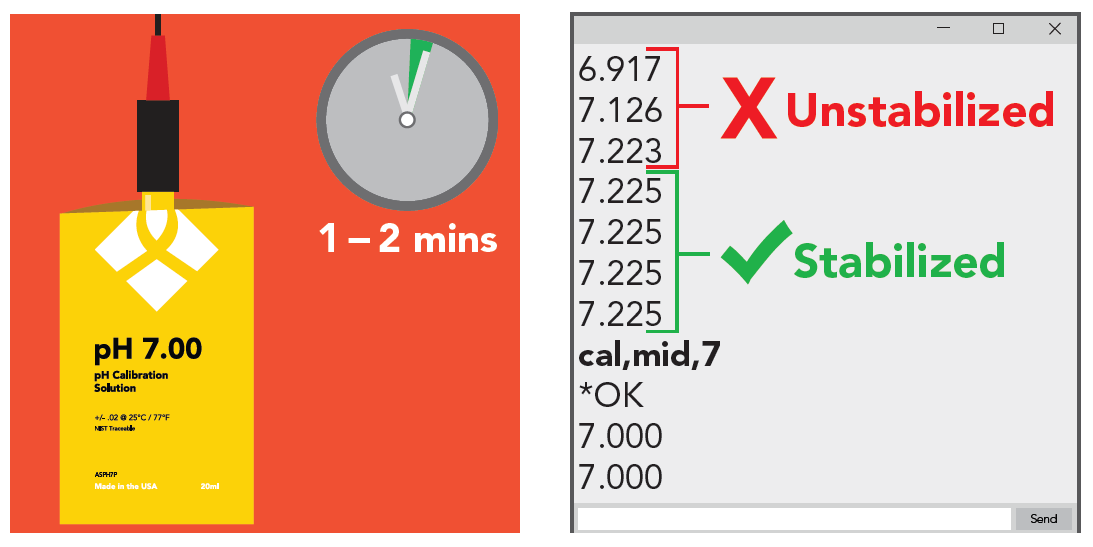 1 – 2 mins
pH 7.00
pH Calibration
Solution
+/- .02 @ 25°C / 77°F
NIST Traceable
ASPH7P
Made in the USA 20ml
6.917
7.126
7.223
X Unstabilized
7.225
7.225
7.225
7.225
Stabilized
cal,mid,7
*OK
7.000
7.000
Send